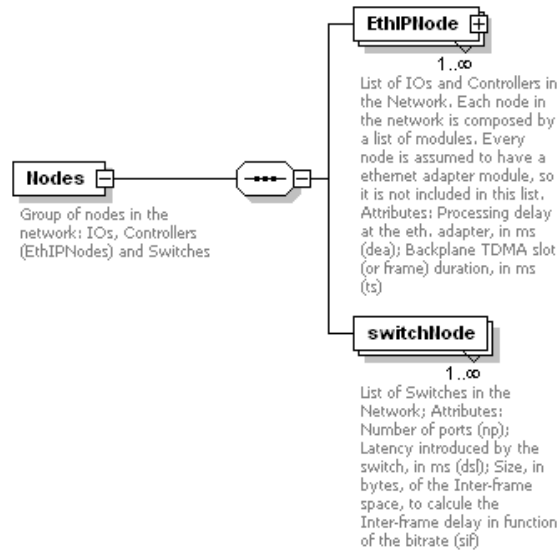 EthIPNode
1..∞
List of IOs and Controllers in
the Network. Each node in
the network is composed by
a list of modules. Every
node is assumed to have a
ethernet adapter module, so
it is not included in this list.
Attributes: Processing delay
at the eth. adapter, in ms
(dea); Backplane TDMA slot
(or frame) duration, in ms
(ts)
Nodes
Group of nodes in the
network: IOs, Controllers
(EthIPNodes) and Switches
switchNode
1..∞
List of Switches in the
Network; Attributes:
Number of ports (np);
Latency introduced by the
switch, in ms (dsl); Size, in
bytes, of the Inter-frame
space, to calcule the
Inter-frame delay in function
of the bitrate (sif)